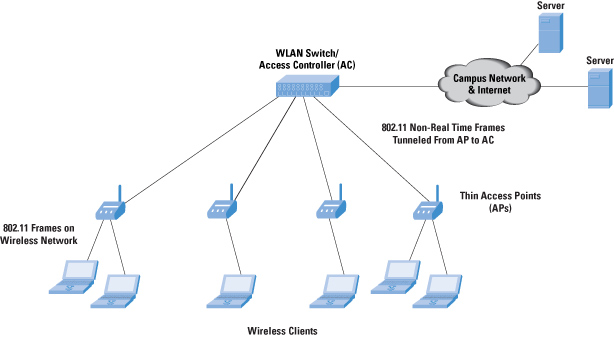 Server
WLAN Switch/
Access Controller (AC)
Server
Campus Network
& Internet
802.11 Non-Real Time Frames
Tunneled From AP to AC
Thin Access Points
(APs)
802.11 Frames on
Wireless Network
Wireless Clients